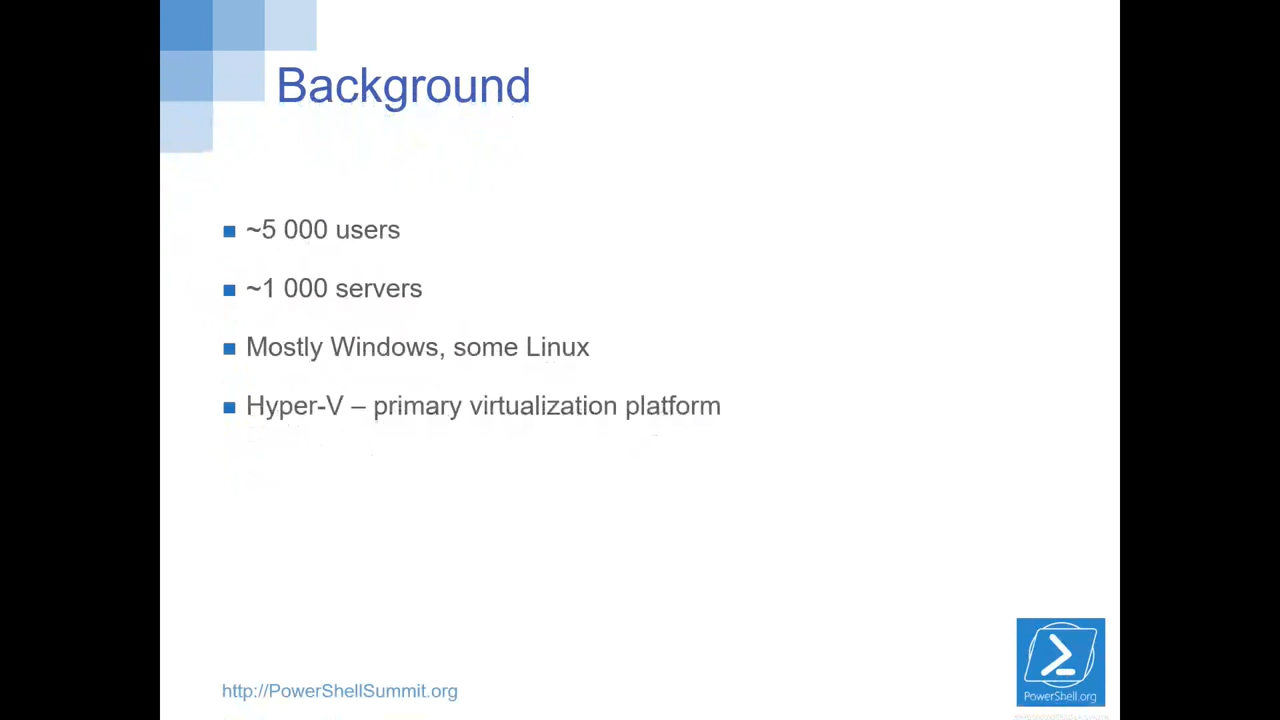 Background
~5 000 users
~1 000 servers
Mostly Windows, some Linux
Hyper-V – primary virtualization platform
http://PowerShellSummit.org
PowerShell.org